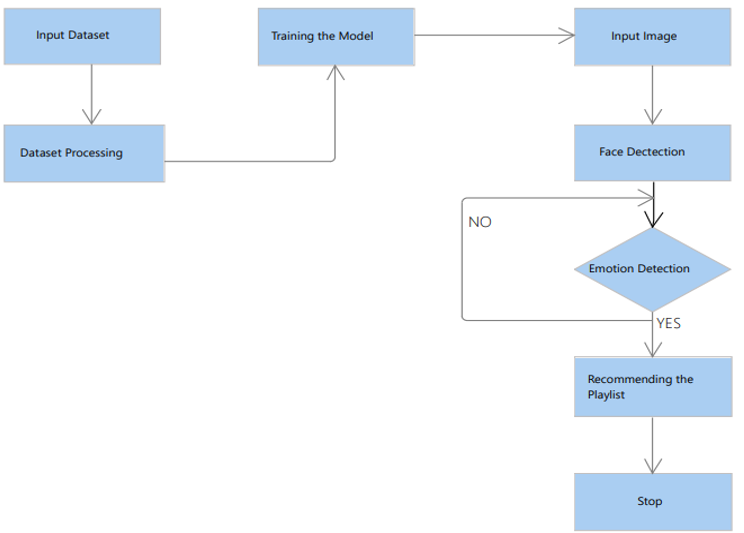 Input Dataset
Training the Model
Input Image
Dataset Processing
Face Dectection
NO
Emotion Detection
YES
Recommending the
Playlist
Stop